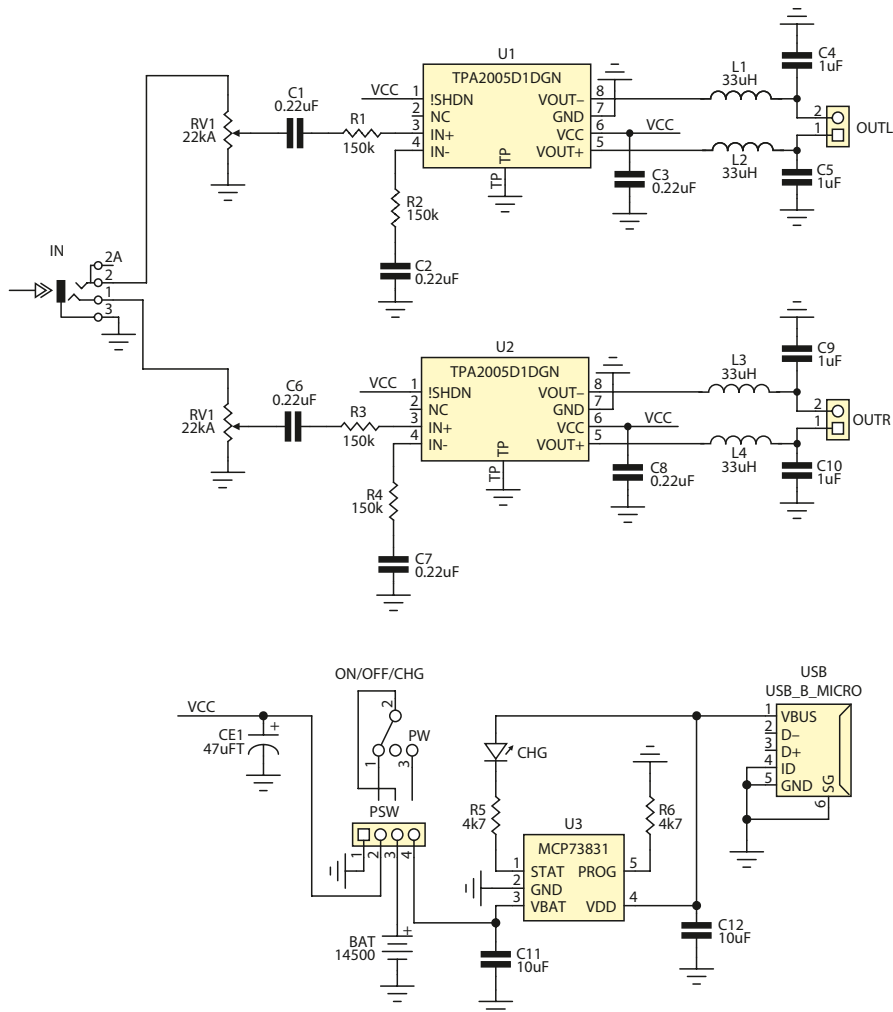 U1
TPA2005D1DGN
VCC
1 !SHDN
2 NC
3 IN+
4 IN-
8 VOUT–
7 GND
6 VCC
5 VOUT+
TP
TP
VCC
C1
0.22uF
R1
150k
RV1
22kA
R2
150k
C2
0.22uF
C3
0.22uF
L1
33uH
L2
33uH
C4
1uF
C5
1uF
2
1
OUTL
IN
2A
2
1
3
U2
TPA2005D1DGN
VCC
1 !SHDN
2 NC
3 IN+
4 IN-
8 VOUT–
7 GND
6 VCC
5 VOUT+
TP
TP
VCC
C6
0.22uF
R3
150k
RV1
22kA
R4
150k
C7
0.22uF
C8
0.22uF
L3
33uH
L4
33uH
C9
1uF
C10
1uF
2
1
OUTR
VCC
CE1
47uFT
+
ON/OFF/CHG
2
PW
1
3
PSW
1
2
3
4
BAT
14500
+
CHG
R5
4k7
R6
4k7
U3
MCP73831
1 STAT
2 GND
3 VBAT
PROG 5
VDD 4
C11
10uF
C12
10uF
USB
USB_B_MICRO
1 VBUS
2 D–
3 D+
4 ID
5 GND
6 SG